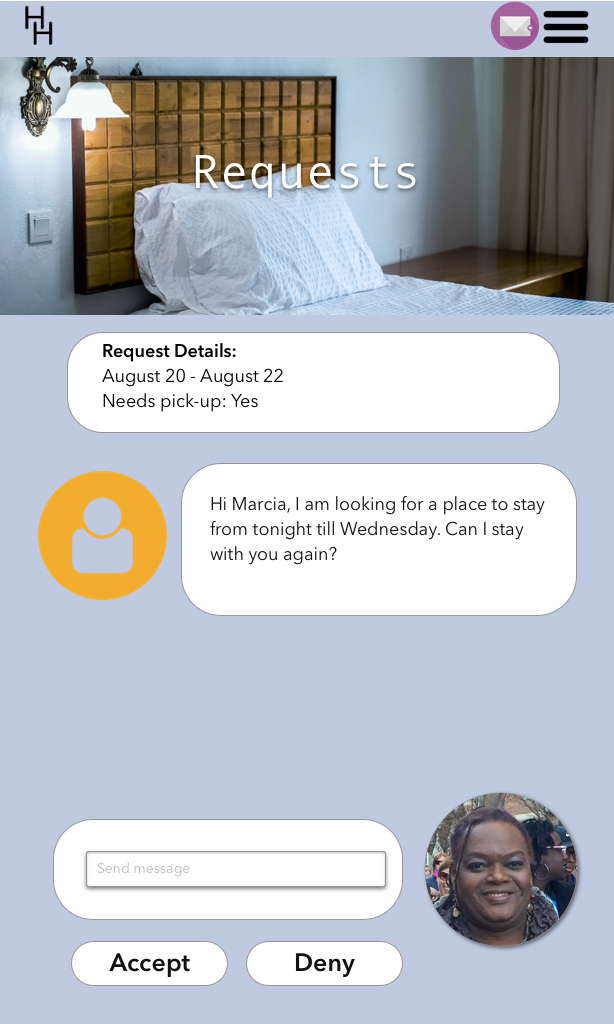 HH
Requests
Request Details:
August 20 - August 22
Needs pick-up: Yes
Hi Marcia, I am looking for a place to stay
from tonight till Wednesday. Can I stay
with you again?
Send message
Accept
Deny